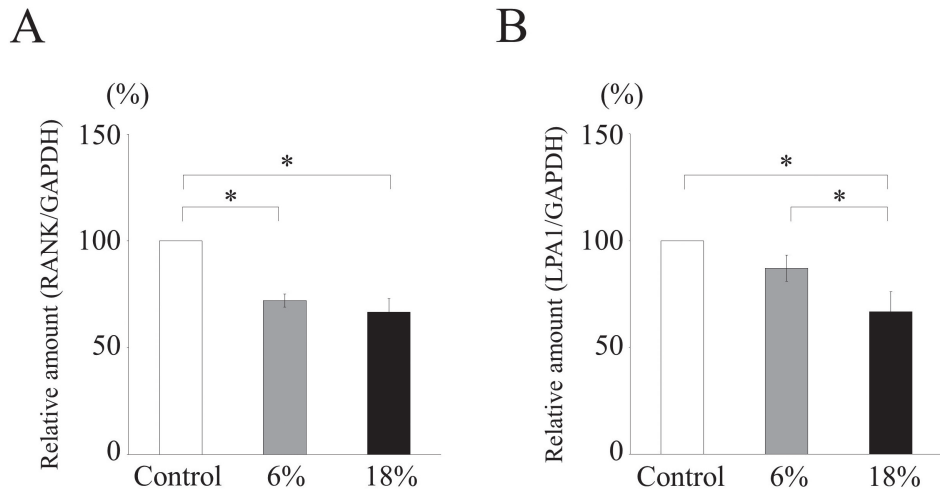 A
(%)
Relative amount (RANK/GAPDH)
150
100
50
0
*
*
Control 6% 18%
B
(%)
Relative amount (LPA1/GAPDH)
150
100
50
0
*
*
Control 6% 18%